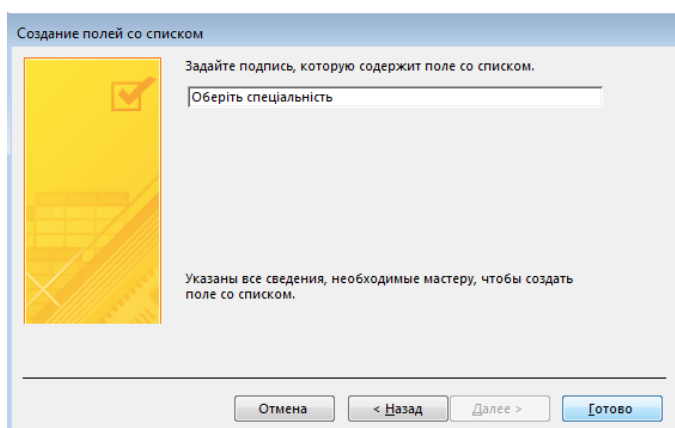 Создание полей со списком
Задайте подпись, которую содержит поле со списком.
Оберіть спеціальність
Указаны все сведения, необходимые мастеру, чтобы создать
поле со списком.
Отмена
< Назад
Далее >
Готово